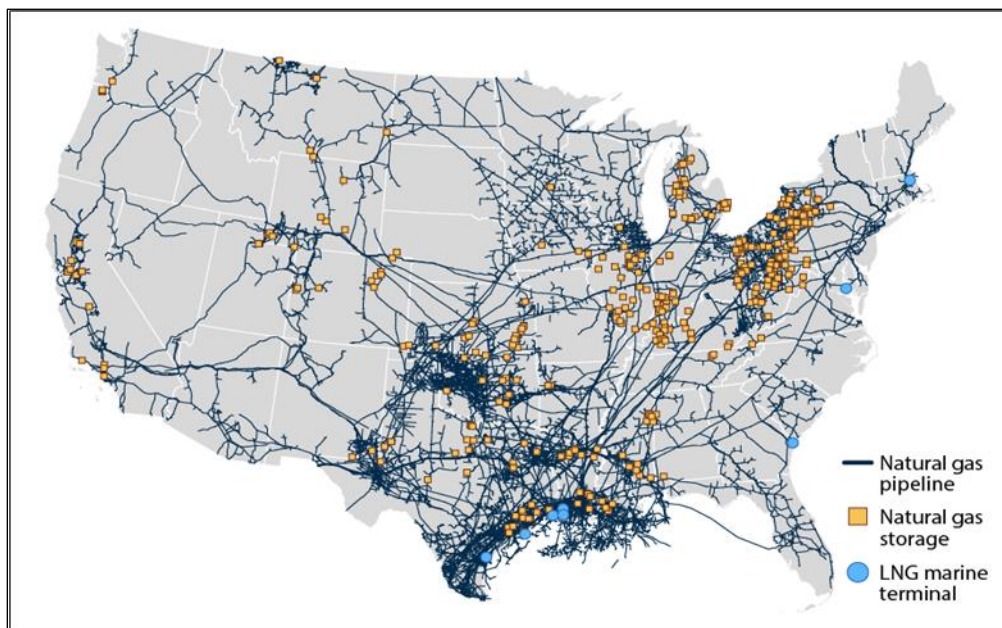 Natural gas
pipeline
Natural gas
storage
LNG marine
terminal